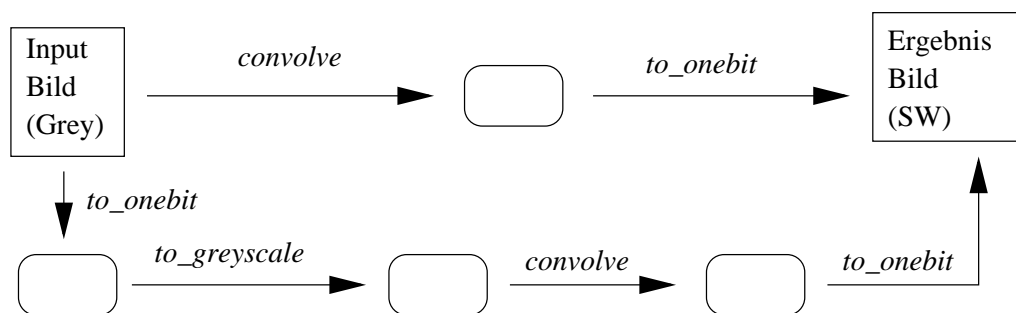 Input
Bild
(Grey)
convolve
to_onebit
Ergebnis
Bild
(SW)
to_onebit
to_greyscale
convolve
to_onebit